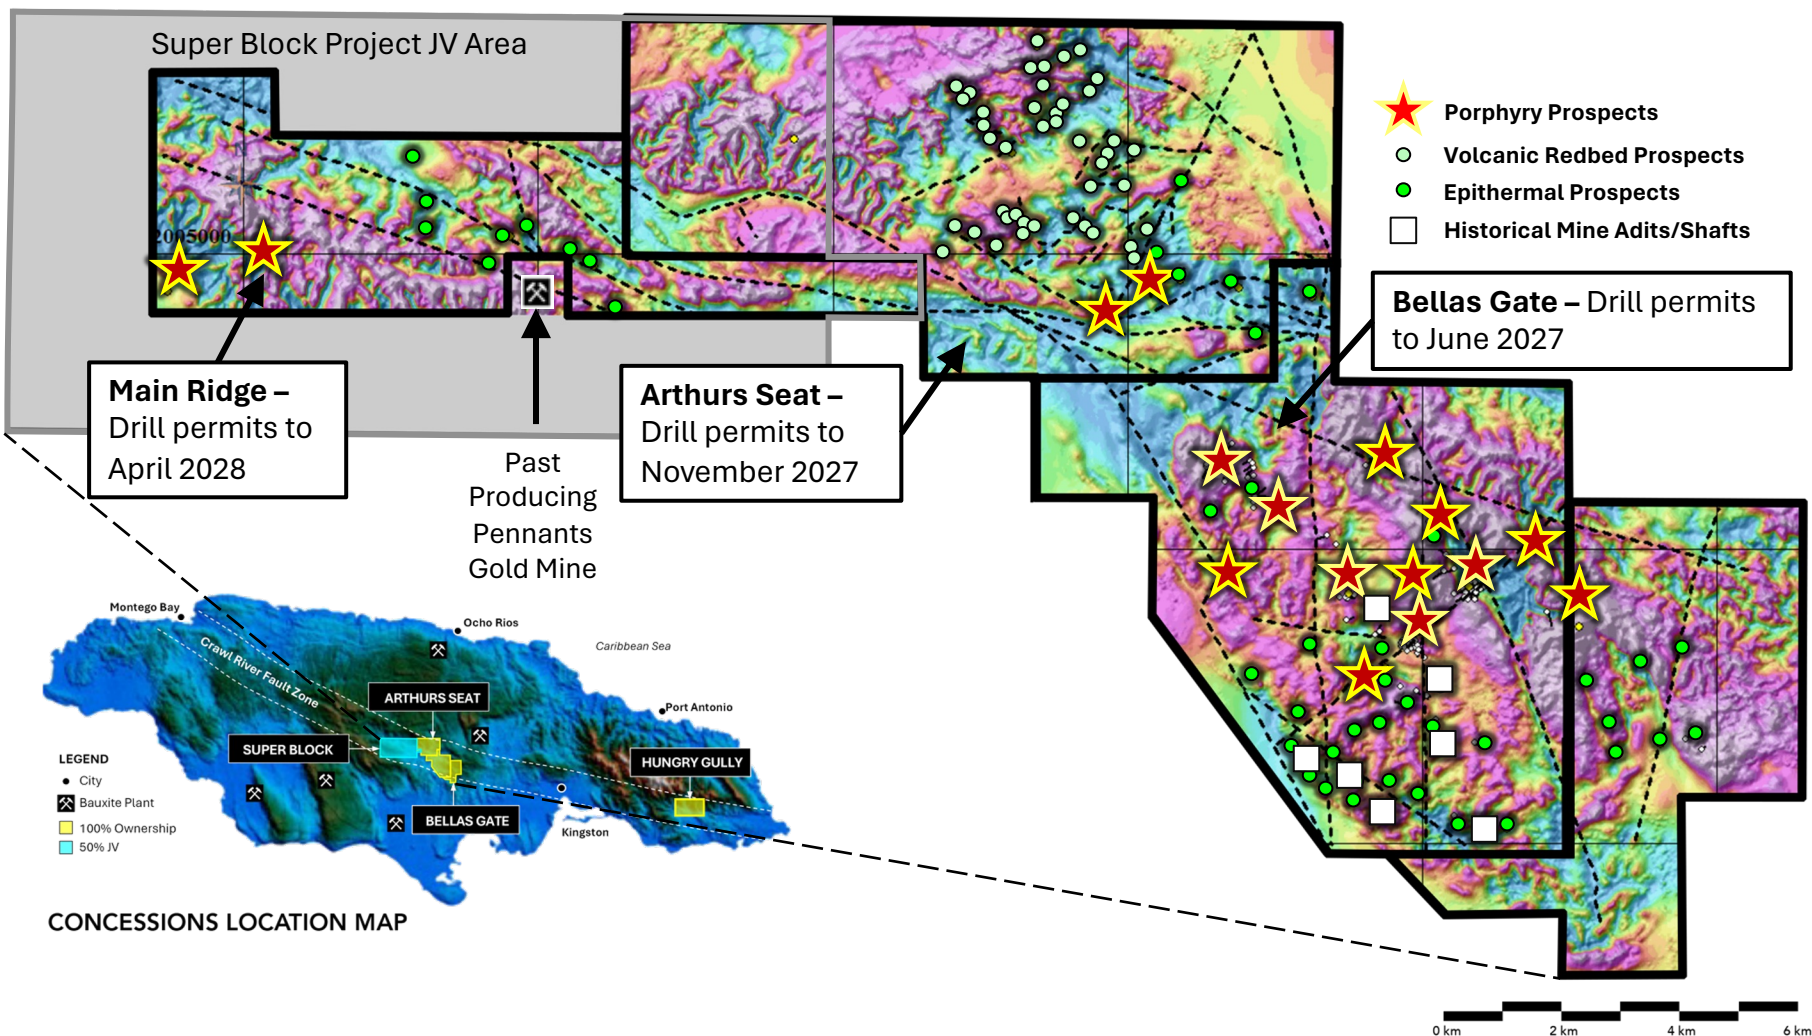 Super Block Project JV Area
2005000
Porphyry Prospects
Volcanic Redbed Prospects
Epithermal Prospects
Historical Mine Adits/Shafts
Bellas Gate – Drill permits
to June 2027
Main Ridge –
Drill permits to
April 2028
Arthurs Seat –
Drill permits to
November 2027
Past
Producing
Pennants
Gold Mine
Montego Bay
Ocho Rios
Caribbean Sea
Crawl River Fault Zone
ARTHURS SEAT
Port Antonio
SUPER BLOCK
HUNGRY GULLY
BELLAS GATE
Kingston
LEGEND
City
Bauxite Plant
100% Ownership
50% JV
CONCESSIONS LOCATION MAP
0 km
2 km
4 km
6 km